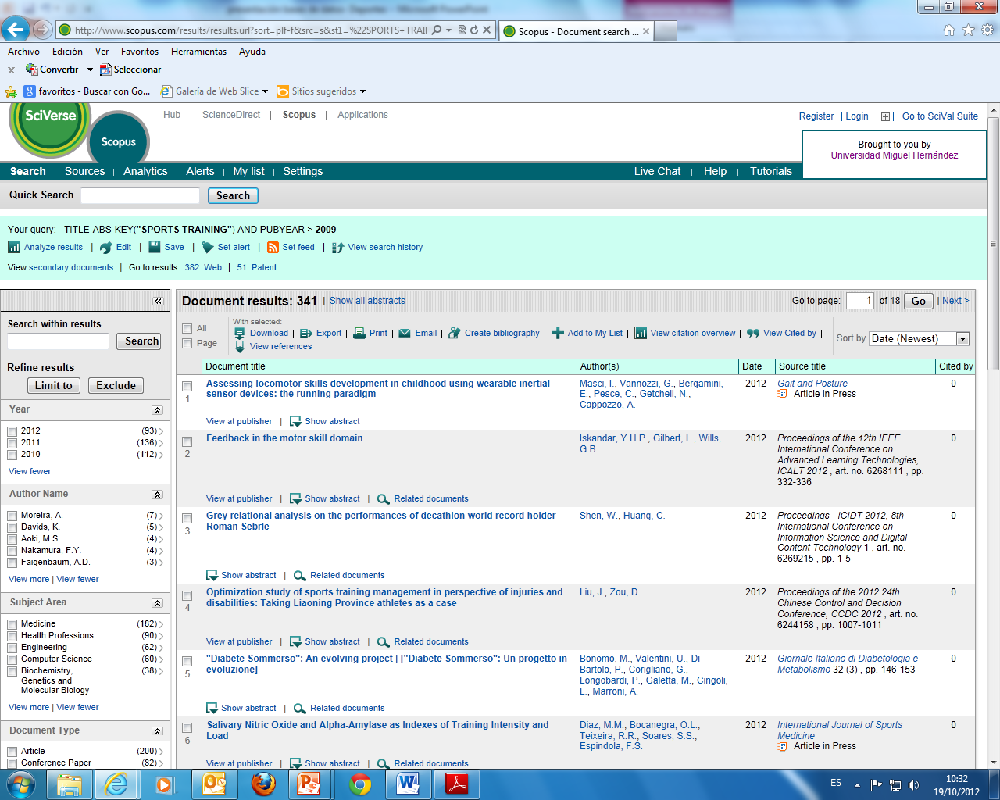 http://www.scopus.com/results/results.url?sort=plf-f&src=s&st1=%22SPORTS+TRAI
Scopus - Document search ...
Archivo Edición Ver Favoritos Herramientas Ayuda
x Convertir Seleccionar
favoritos - Buscar con Go... Galería de Web Slice Sitios sugeridos
SciVerse Scopus
Hub | ScienceDirect | Scopus | Applications
Register | Login | Go to SciVal Suite
Brought to you by
Universidad Miguel Hernández
Search | Sources | Analytics | Alerts | My list | Settings
Live Chat | Help | Tutorials
Quick Search Search
Your query: TITLE-ABS-KEY("SPORTS TRAINING") AND PUBYEAR > 2009
Analyze results | Edit | Save | Set alert | Set feed | View search history
View secondary documents | Go to results: 382 Web | 51 Patent
Search within results
Search
Refine results
Limit to Exclude
Year
2012 (93)
2011 (136)
2010 (112)
View fewer
Author Name
Moreira, A. (7)
Davids, K. (5)
Aoki, M.S. (4)
Nakamura, F.Y. (4)
Faigenbaum, A.D. (3)
View more | View fewer
Subject Area
Medicine (182)
Health Professions (90)
Engineering (62)
Computer Science (60)
Biochemistry, (38)
Genetics and
Molecular Biology
View more | View fewer
Document Type
Article (200)
Conference Paper (82)
Document results: 341 | Show all abstracts
Go to page: 1 of 18 Go | Next >
All
Page
With selected:
Download | Export | Print | Email | Create bibliography | Add to My List | View citation overview | View Cited by |
View references
Sort by Date (Newest)
Document title Author(s) Date Source title Cited by
1
Assessing locomotor skills development in childhood using wearable inertial
sensor devices: the running paradigm
Masci, I., Vannozzi, G., Bergamini,
E., Pesce, C., Getchell, N.,
Cappozzo, A.
2012
Gait and Posture
Article in Press
0
View at publisher | Show abstract
2
Feedback in the motor skill domain
Iskandar, Y.H.P., Gilbert, L., Wills,
G.B.
2012
Proceedings of the 12th IEEE
International Conference on
Advanced Learning Technologies,
ICALT 2012 , art. no. 6268111 , pp.
332-336
0
View at publisher | Show abstract | Related documents
3
Grey relational analysis on the performances of decathlon world record holder
Roman Sebrle
Shen, W., Huang, C.
2012
Proceedings - ICIDT 2012, 8th
International Conference on
Information Science and Digital
Content Technology 1 , art. no.
6269215 , pp. 1-5
0
Show abstract | Related documents
4
Optimization study of sports training management in perspective of injuries and
disabilities: Taking Liaoning Province athletes as a case
Liu, J., Zou, D.
2012
Proceedings of the 2012 24th
Chinese Control and Decision
Conference, CCDC 2012 , art. no.
6244158 , pp. 1007-1011
0
View at publisher | Show abstract | Related documents
5
"Diabete Sommerso": An evolving project | ["Diabete Sommerso": Un progetto in
evoluzione]
Bonomo, M., Valentini, U., Di
Bartolo, P., Corigliano, G.,
Longobardi, P., Galetta, M., Cingoli,
L., Marroni, A.
2012
Giornale Italiano di Diabetologia e
Metabolismo 32 (3) , pp. 146-153
0
Show abstract | Related documents
6
Salivary Nitric Oxide and Alpha-Amylase as Indexes of Training Intensity and
Load
Diaz, M.M., Bocanegra, O.L.,
Teixeira, R.R., Soares, S.S.,
Espindola, F.S.
2012
International Journal of Sports
Medicine
Article in Press
0
View at publisher | Show abstract | Related documents
ES
10:32
19/10/2012